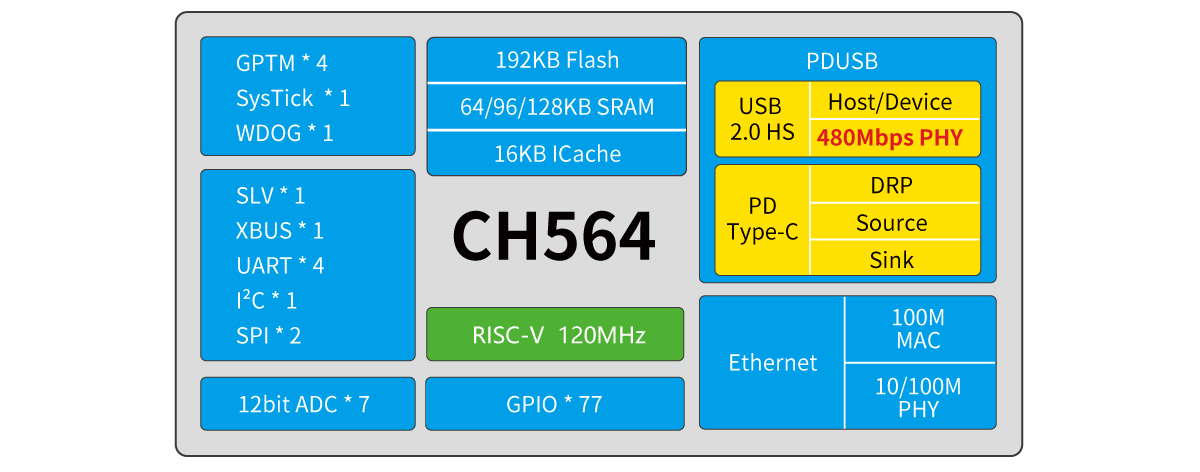 GPTM * 4
SysTick * 1
WDOG * 1
SLV * 1
XBUS * 1
UART * 4
I²C * 1
SPI * 2
12bit ADC * 7
192KB Flash
64/96/128KB SRAM
16KB ICache
CH564
RISC-V 120MHz
GPIO * 77
PDUSB
USB
2.0 HS
Host/Device
480Mbps PHY
PD
Type-C
DRP
Source
Sink
Ethernet
100M
MAC
10/100M
PHY